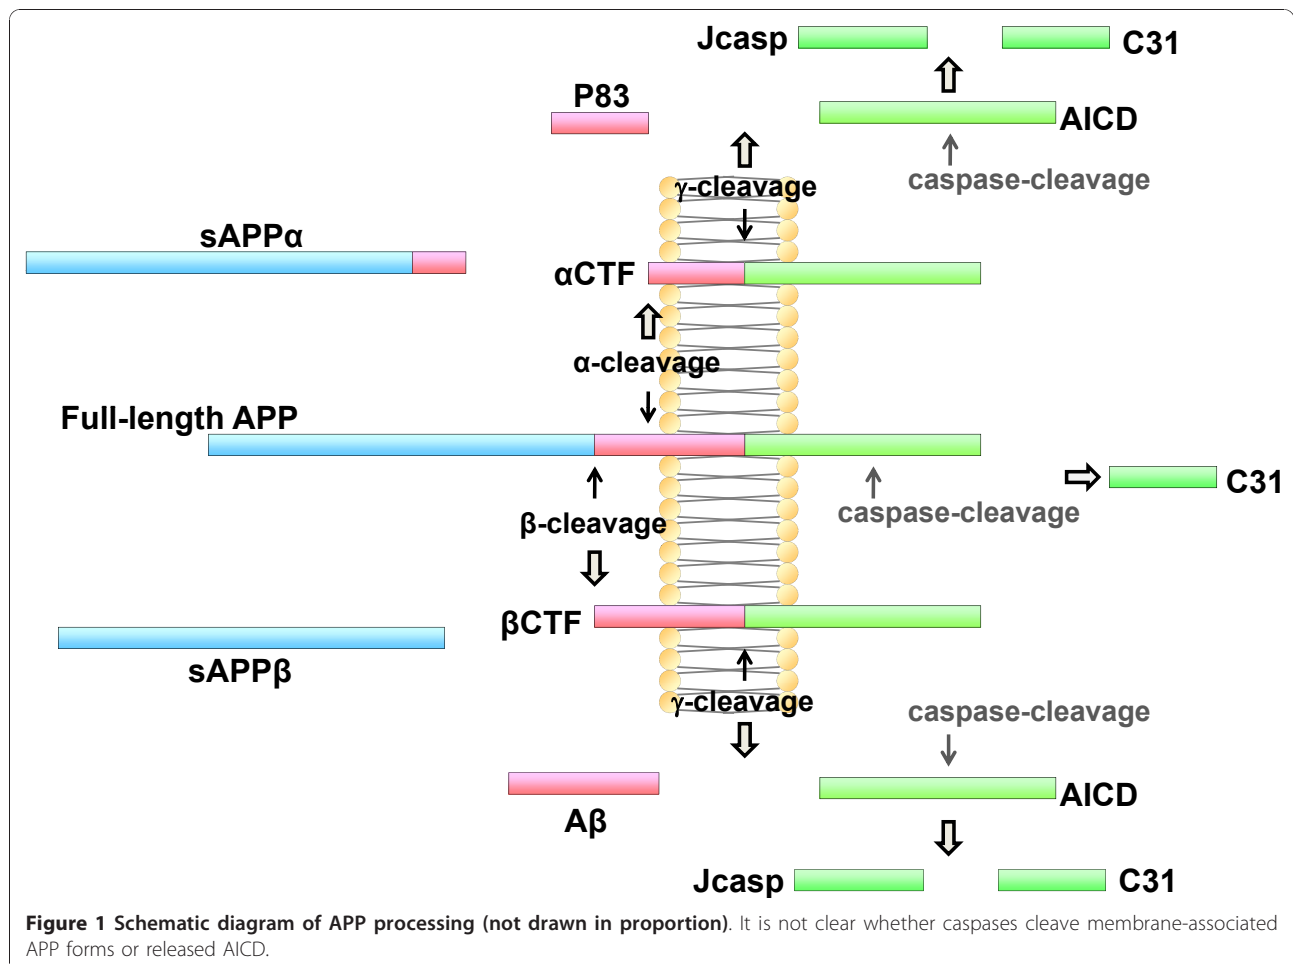 Jcasp
C31
P83
AICD
γ-cleavage
caspase-cleavage
sAPPα
αCTF
α-cleavage
Full-length APP
β-cleavage
caspase-cleavage
C31
βCTF
sAPPβ
γ-cleavage
caspase-cleavage
Aβ
AICD
Jcasp
C31
Figure 1 Schematic diagram of APP processing (not drawn in proportion). It is not clear whether caspases cleave membrane-associated
APP forms or released AICD.